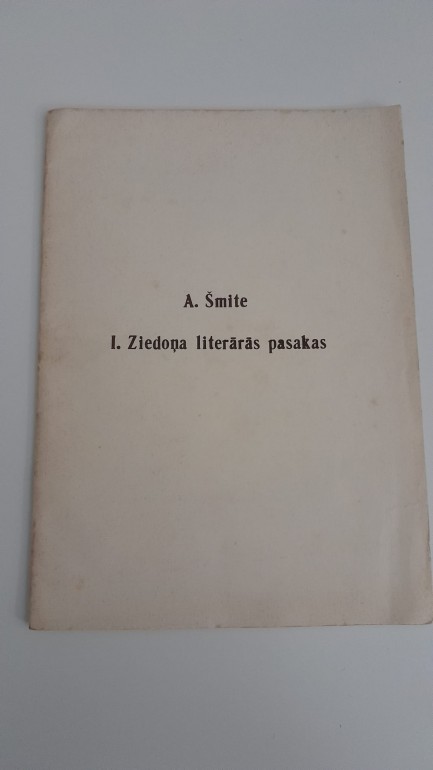 A. Šmite
I. Ziedoņa literārās pasakas